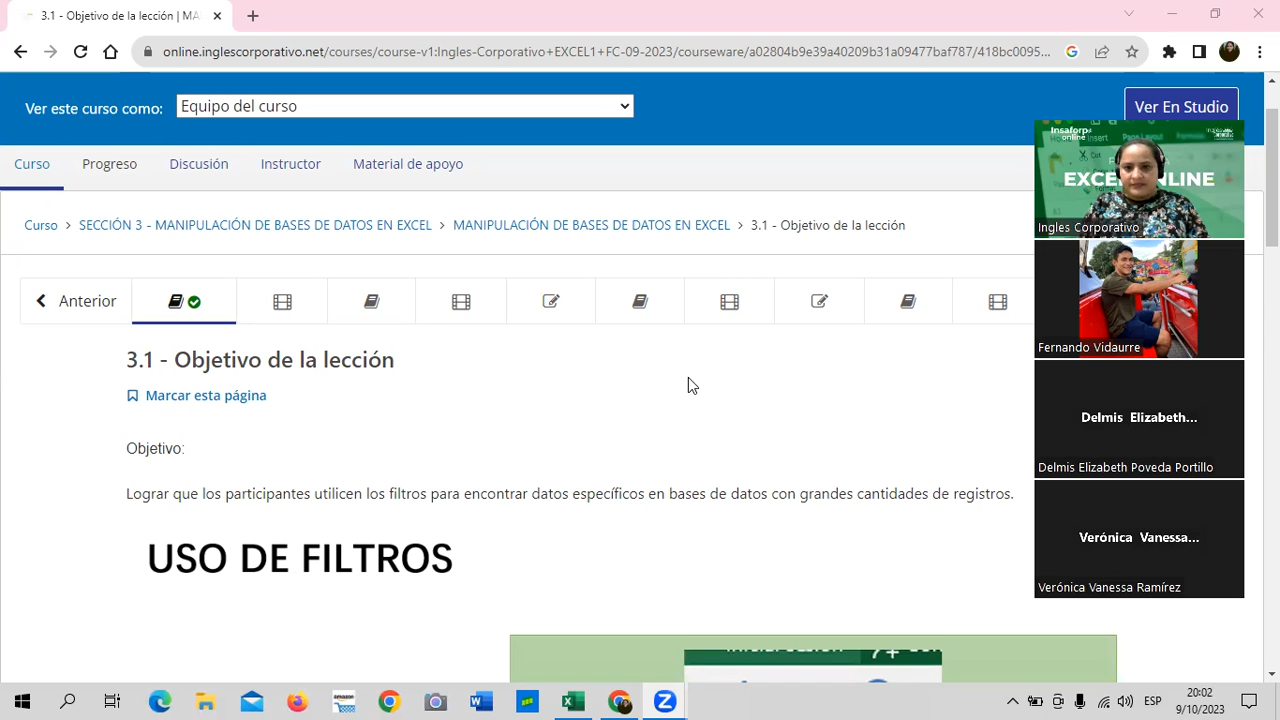 3.1 - Objetivo de la lección | MA
online.inglescorporativo.net/courses/course-v1:Ingles-Corporativo+EXCEL1+FC-09-2023/courseware/a02804b9e39a40209b31a09477baf787/418bc0095...
Ver este curso como:
Equipo del curso
Ver En Studio
Curso
Progreso
Discusión
Instructor
Material de apoyo
Curso > SECCIÓN 3 - MANIPULACIÓN DE BASES DE DATOS EN EXCEL > MANIPULACIÓN DE BASES DE DATOS EN EXCEL > 3.1 - Objetivo de la lección
Anterior
3.1 - Objetivo de la lección
Marcar esta página
Objetivo:
Lograr que los participantes utilicen los filtros para encontrar datos específicos en bases de datos con grandes cantidades de registros.
USO DE FILTROS
Insaforp
online
Ingles Corporativo
Fernando Vidaurre
Delmis Elizabeth...
Delmis Elizabeth Poveda Portillo
Verónica Vanessa...
Verónica Vanessa Ramírez
ESP
20:02
9/10/2023